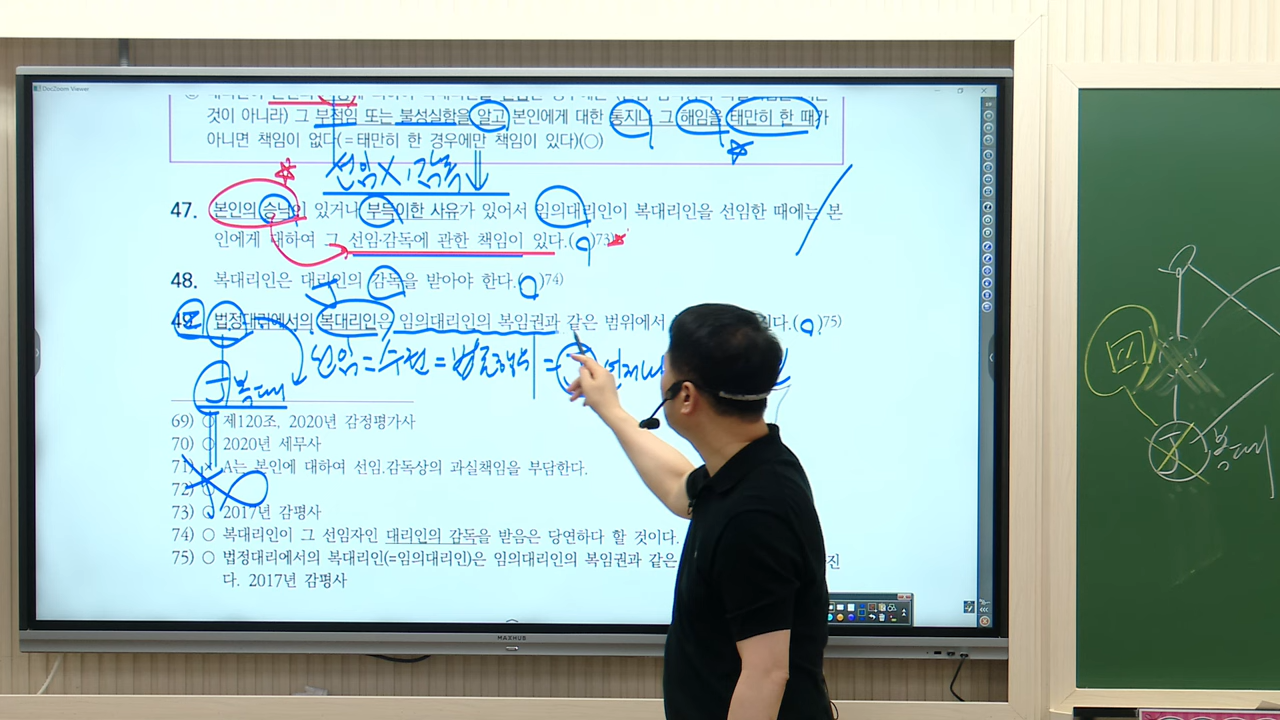 DocZoom Viewer
것이 아니라) 그 부적임 또는 불성실함을 알고 본인에게 대한 통지나 그 해임을 태만히 한 때가
아니면 책임이 없다(=태만히 한 경우에만 책임이 있다)(○)
선임X, 감독↓
47. 본인의 승낙이 있거나 부득이한 사유가 있어서 임의대리인이 복대리인을 선임한 때에는 본
인에게 대하여 그 선임·감독에 관한 책임이 있다.( )73)
48. 복대리인은 대리인의 감독을 받아야 한다.( )74)
49. 법정대리에서의 복대리인은 임의대리인의 복임권과 같은 범위에서 다.( )75)
선임 = 수권 =
복대
69) ○ 제120조, 2020년 감정평가사
70) ○ 2020년 세무사
71) × A는 본인에 대하여 선임.감독상의 과실책임을 부담한다.
72)
73) ○ 2017년 감평사
74) ○ 복대리인이 그 선임자인 대리인의 감독을 받음은 당연하다 할 것이다.
75) ○ 법정대리에서의 복대리인(=임의대리인)은 임의대리인의 복임권과 같은 진
다. 2017년 감평사
MAXHUB
복대